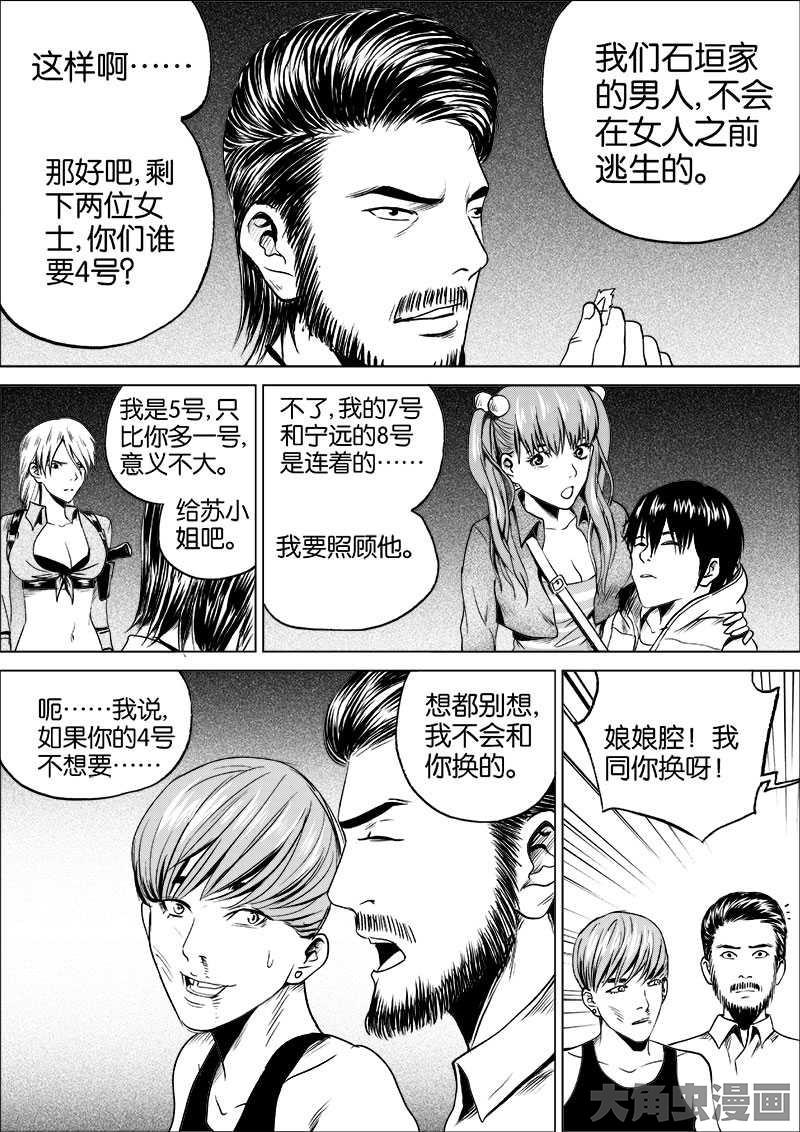 这样啊……
那好吧,剩
下两位女
士,你们谁
要4号?
我们石垣家
的男人,不会
在女人之前
逃生的。
我是5号,只
比你多一号,
意义不大。
给苏小
姐吧。
不了,我的7号
和宁远的8号
是连着的……
我要照顾他。
呃……我说,
如果你的4号
不想要……
想都别想,
我不会和
你换的。
娘娘腔!我
同你换呀!
大角虫漫画